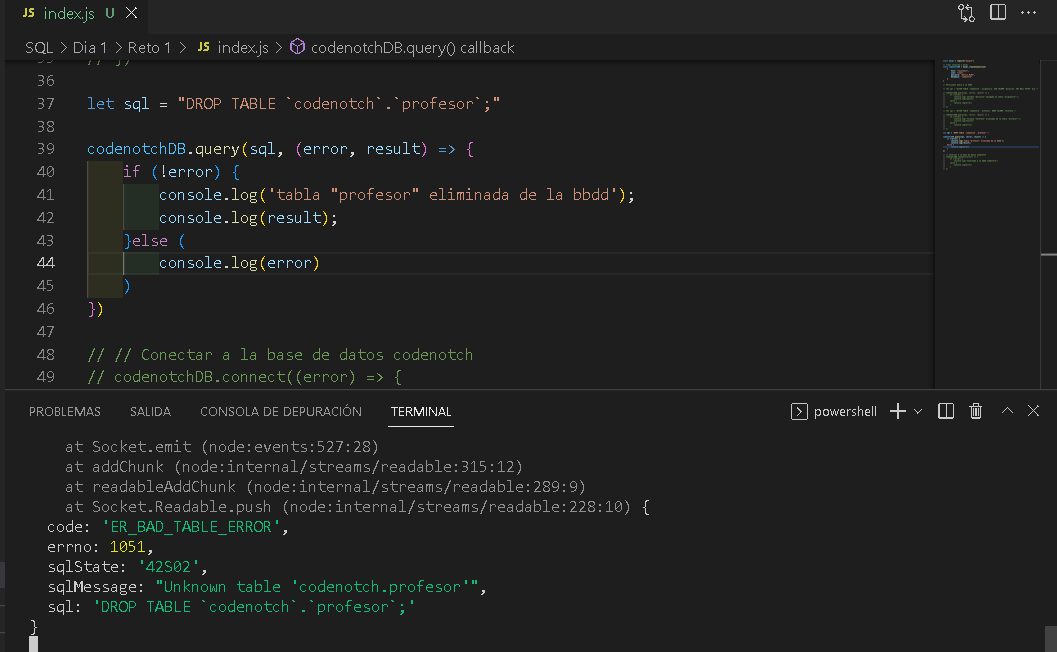 JS index.js U
SQL > Dia 1 > Reto 1 > JS index.js > codenotchDB.query() callback
36
37 let sql = "DROP TABLE `codenotch`.`profesor`;"
38
39 codenotchDB.query(sql, (error, result) => {
40 if (!error) {
41 console.log('tabla "profesor" eliminada de la bbdd');
42 console.log(result);
43 }else (
44 console.log(error)
45 )
46 })
47
48 // // Conectar a la base de datos codenotch
49 // codenotchDB.connect((error) => {
PROBLEMAS SALIDA CONSOLA DE DEPURACIÓN TERMINAL powershell
at Socket.emit (node:events:527:28)
at addChunk (node:internal/streams/readable:315:12)
at readableAddChunk (node:internal/streams/readable:289:9)
at Socket.Readable.push (node:internal/streams/readable:228:10) {
code: 'ER_BAD_TABLE_ERROR',
errno: 1051,
sqlState: '42S02',
sqlMessage: "Unknown table 'codenotch.profesor'",
sql: 'DROP TABLE `codenotch`.`profesor`;'
}